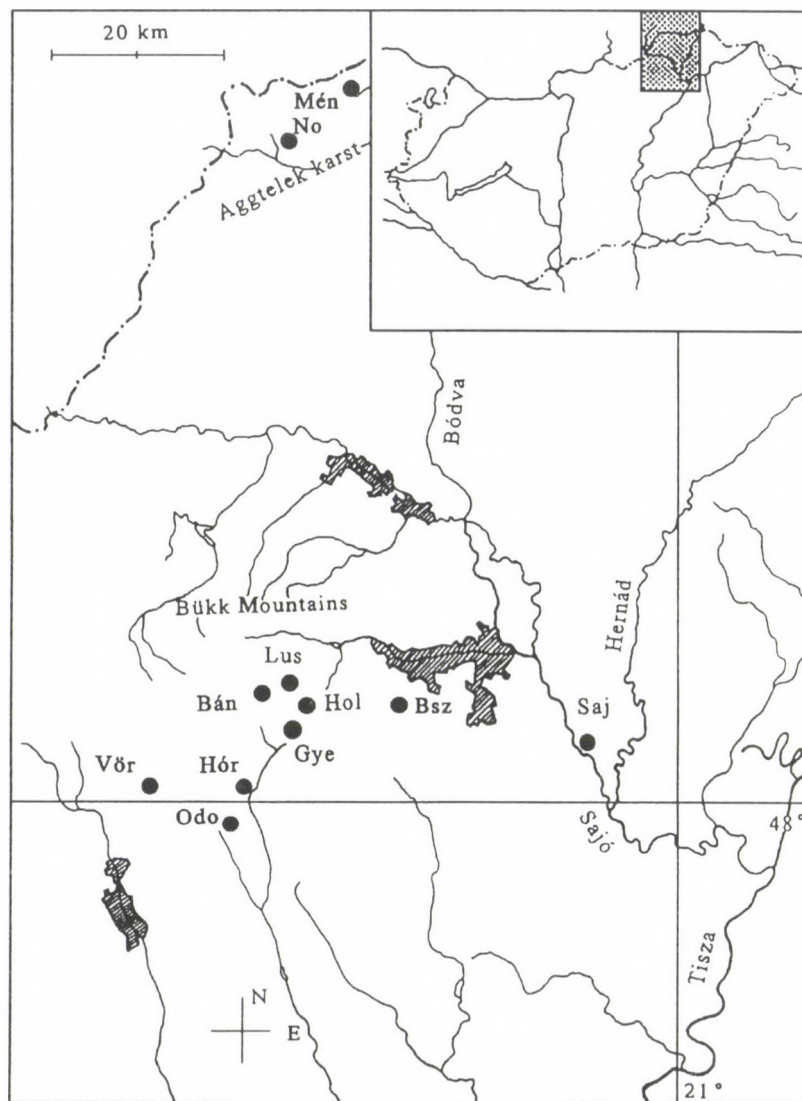 20 km
Mén
No
Aggtelek karst
Bódva
Hernád
Bükk Mountains
Lus
Bán
Hol
Bsz
Saj
Gye
Vör
Hór
Odo
48°
Sajó
Tisza
N
E
21°